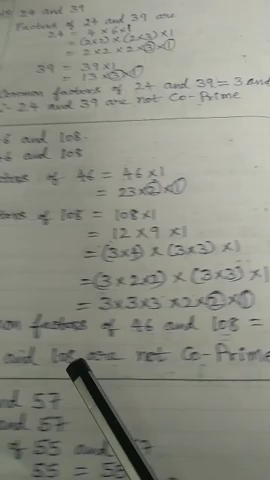 24 and 39
Factors of 24 and 39 are
24 = 4 × 6 × 1
= (2×2) × (2×3) × 1
= 2 × 2 × 2 × 3 × 1
39 = 39×1
= 13 × 3 × 1
Common factors of 24 and 39 = 3 and
∴ 24 and 39 are not Co-Prime
46 and 108.
46 and 108
of 46 = 46 × 1
= 23 × 2 × 1
of 108 = 108 × 1
= 12 × 9 × 1
= (3×4) × (3×3) × 1
= (3 × 2×2) × (3×3) × 1
= 3×3×3 × 2 × 2 × 1
factors of 46 and 108 =
and 108 are not Co-Prime
and 57
and 57
of 55 and 57
55 = 55